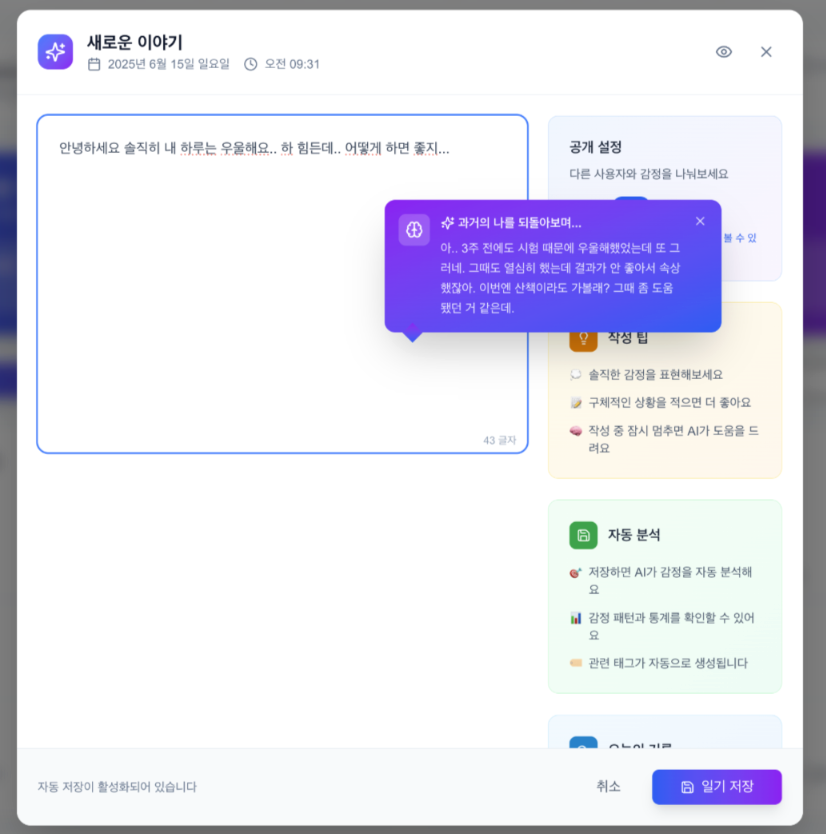 새로운 이야기
2025년 6월 15일 일요일 오전 09:31
안녕하세요 솔직히 내 하루는 우울해요.. 하 힘든데.. 어떻게 하면 좋지...
43 글자
공개 설정
다른 사용자와 감정을 나눠보세요
볼 수 있
과거의 나를 되돌아보며...
아.. 3주 전에도 시험 때문에 우울해했었는데 또 그
러네. 그때도 열심히 했는데 결과가 안 좋아서 속상
했잖아. 이번엔 산책이라도 가볼래? 그때 좀 도움
됐던 거 같은데.
작성 팁
솔직한 감정을 표현해보세요
구체적인 상황을 적으면 더 좋아요
작성 중 잠시 멈추면 AI가 도움을 드
려요
자동 분석
저장하면 AI가 감정을 자동 분석해
요
감정 패턴과 통계를 확인할 수 있어
요
관련 태그가 자동으로 생성됩니다
자동 저장이 활성화되어 있습니다
취소
일기 저장